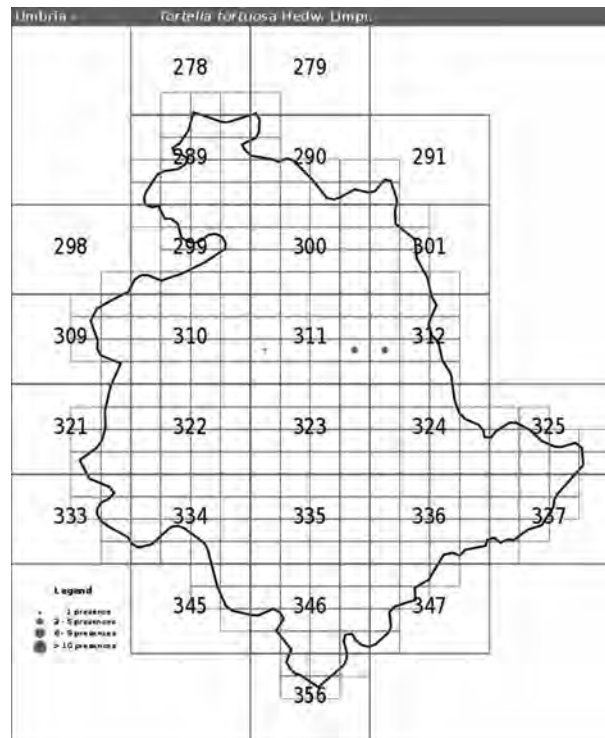 Umbria - Tortella tortuosa Hedw. Limpr.
278 279
289 290 291
298 299 300 301
309 310 311 312
321 322 323 324 325
333 334 335 336 337
345 346 347
356
Legend
1 presence
2 - 5 presences
6 - 9 presences
> 10 presences